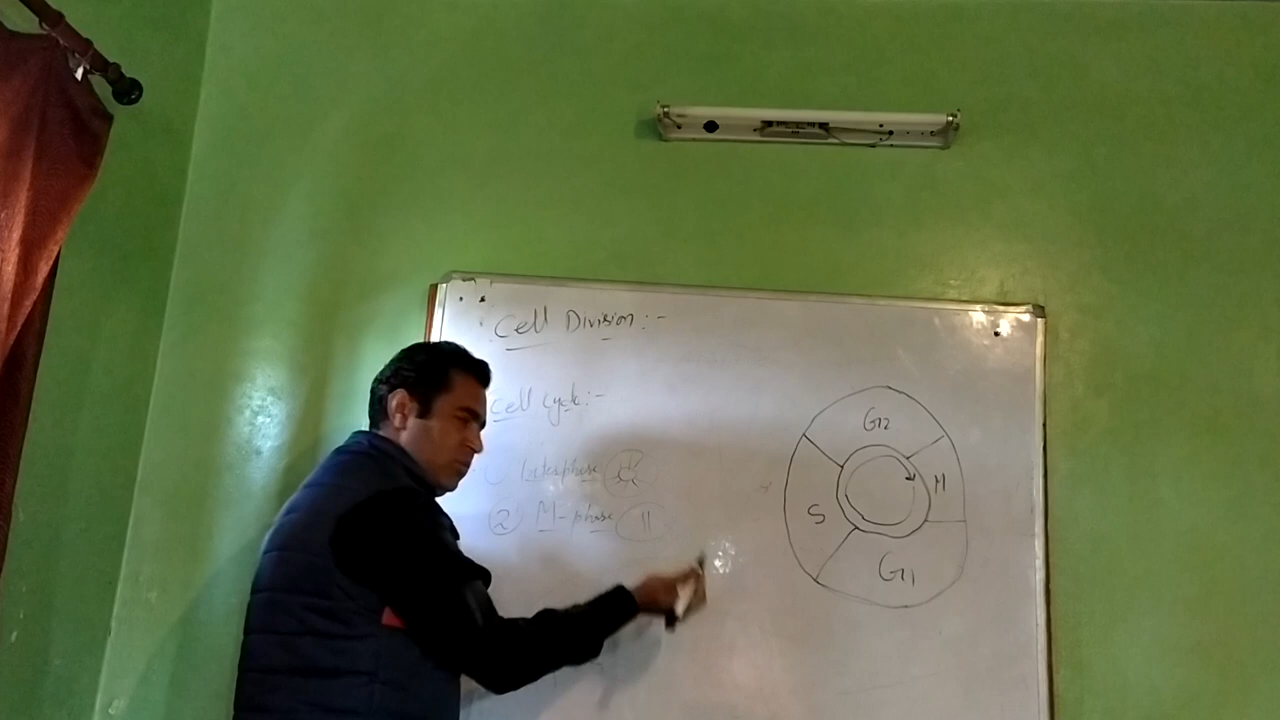 Cell Division:-
Cell cycle:-
Interphase
② M-phase
G2
M
S
G1